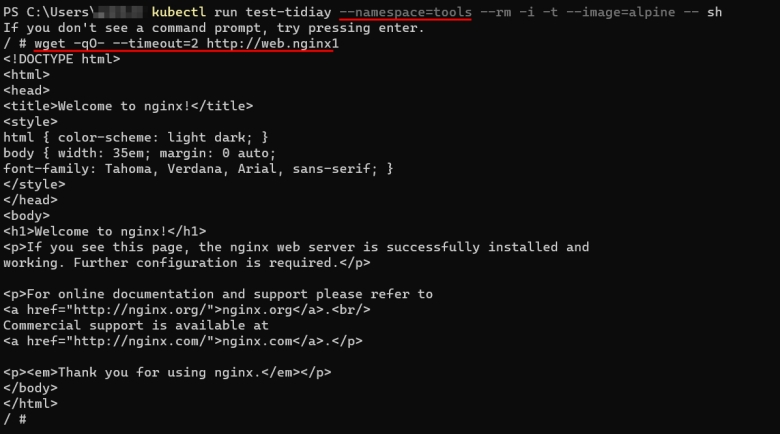 PS C:\Users\ kubectl run test-tidiay --namespace=tools --rm -i -t --image=alpine -- sh
If you don't see a command prompt, try pressing enter.
/ # wget -qO- --timeout=2 http://web.nginx1
<!DOCTYPE html>
<html>
<head>
<title>Welcome to nginx!</title>
<style>
html { color-scheme: light dark; }
body { width: 35em; margin: 0 auto;
font-family: Tahoma, Verdana, Arial, sans-serif; }
</style>
</head>
<body>
<h1>Welcome to nginx!</h1>
<p>If you see this page, the nginx web server is successfully installed and
working. Further configuration is required.</p>

<p>For online documentation and support please refer to
<a href="http://nginx.org/">nginx.org</a>.<br/>
Commercial support is available at
<a href="http://nginx.com/">nginx.com</a>.</p>

<p><em>Thank you for using nginx.</em></p>
</body>
</html>
/ #